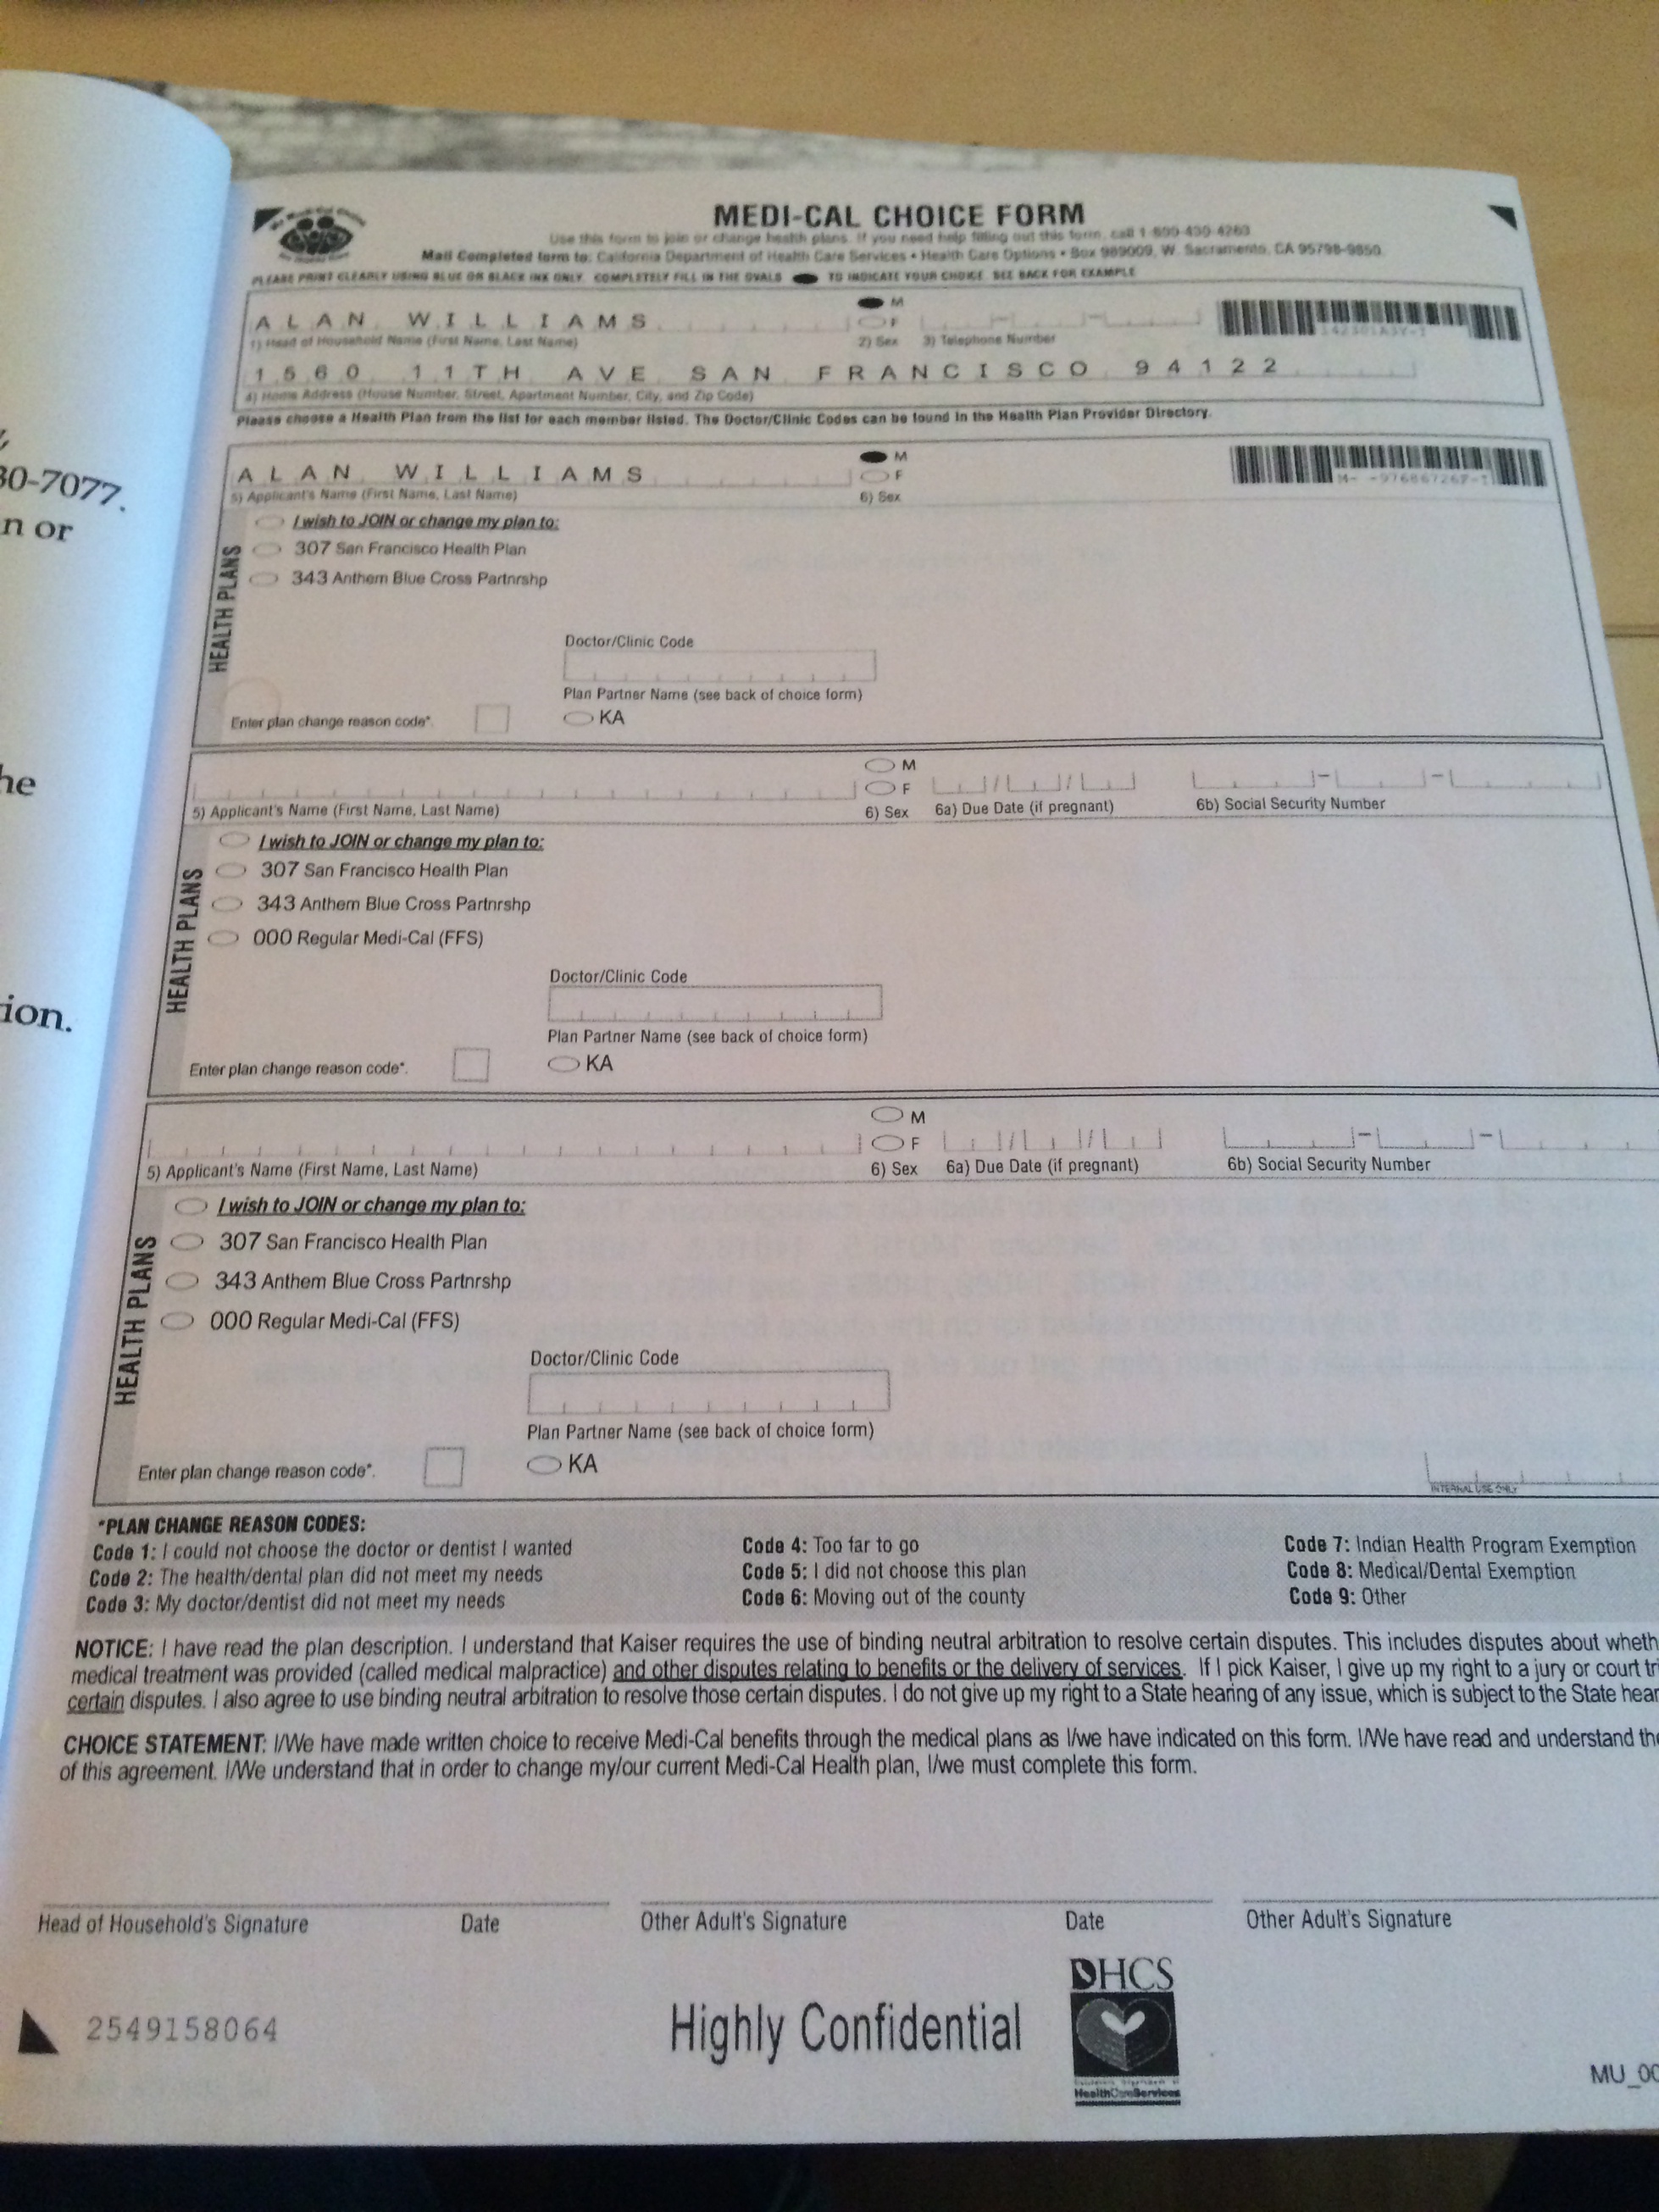 30-7077.
n or
he
ion.
MEDI-CAL CHOICE FORM
Use this form to join or change health plans. If you need help filling out this form, call 1-800-430-4263
Mail Completed form to: California Department of Health Care Services • Health Care Options • Box 989009, W. Sacramento, CA 95798-9850.
PLEASE PRINT CLEARLY USING BLUE OR BLACK INK ONLY. COMPLETELY FILL IN THE OVALS TO INDICATE YOUR CHOICE. SEE BACK FOR EXAMPLE
ALAN WILLIAMS M
F
1) Head of Household Name (First Name, Last Name) 2) Sex 3) Telephone Number
1560 11TH AVE SAN FRANCISCO 94122
4) Home Address (House Number, Street, Apartment Number, City, and Zip Code)
Please choose a Health Plan from the list for each member listed. The Doctor/Clinic Codes can be found in the Health Plan Provider Directory.
ALAN WILLIAMS M
F
5) Applicant's Name (First Name, Last Name) 6) Sex
HEALTH PLANS
I wish to JOIN or change my plan to:
307 San Francisco Health Plan
343 Anthem Blue Cross Partnrshp
Doctor/Clinic Code
Plan Partner Name (see back of choice form)
Enter plan change reason code*. KA
M
F
5) Applicant's Name (First Name, Last Name) 6) Sex 6a) Due Date (if pregnant) 6b) Social Security Number
HEALTH PLANS
I wish to JOIN or change my plan to:
307 San Francisco Health Plan
343 Anthem Blue Cross Partnrshp
000 Regular Medi-Cal (FFS)
Doctor/Clinic Code
Plan Partner Name (see back of choice form)
Enter plan change reason code*. KA
M
F
5) Applicant's Name (First Name, Last Name) 6) Sex 6a) Due Date (if pregnant) 6b) Social Security Number
HEALTH PLANS
I wish to JOIN or change my plan to:
307 San Francisco Health Plan
343 Anthem Blue Cross Partnrshp
000 Regular Medi-Cal (FFS)
Doctor/Clinic Code
Plan Partner Name (see back of choice form)
Enter plan change reason code*. KA
INTERNAL USE ONLY
*PLAN CHANGE REASON CODES:
Code 1: I could not choose the doctor or dentist I wanted Code 4: Too far to go Code 7: Indian Health Program Exemption
Code 2: The health/dental plan did not meet my needs Code 5: I did not choose this plan Code 8: Medical/Dental Exemption
Code 3: My doctor/dentist did not meet my needs Code 6: Moving out of the county Code 9: Other
NOTICE: I have read the plan description. I understand that Kaiser requires the use of binding neutral arbitration to resolve certain disputes. This includes disputes about wheth
medical treatment was provided (called medical malpractice) and other disputes relating to benefits or the delivery of services. If I pick Kaiser, I give up my right to a jury or court tri
certain disputes. I also agree to use binding neutral arbitration to resolve those certain disputes. I do not give up my right to a State hearing of any issue, which is subject to the State hear
CHOICE STATEMENT: I/We have made written choice to receive Medi-Cal benefits through the medical plans as I/we have indicated on this form. I/We have read and understand the
of this agreement. I/We understand that in order to change my/our current Medi-Cal Health plan, I/we must complete this form.
Head of Household's Signature Date Other Adult's Signature Date Other Adult's Signature
2549158064
Highly Confidential
DHCS
HealthCareServices
MU_00